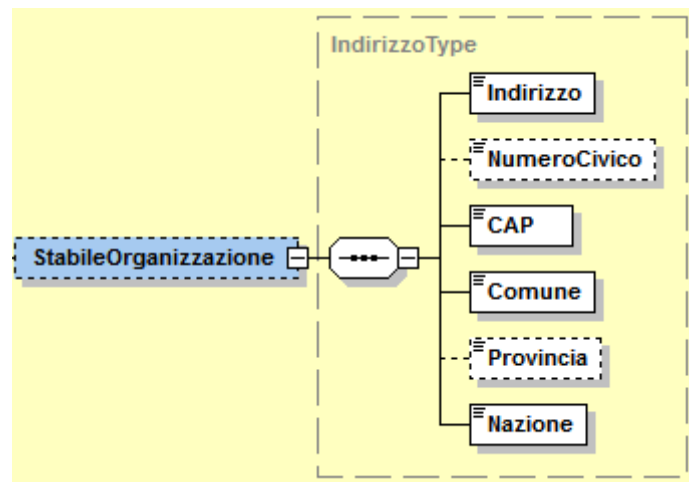 IndirizzoType
Indirizzo
NumeroCivico
CAP
StabileOrganizzazione
Comune
Provincia
Nazione